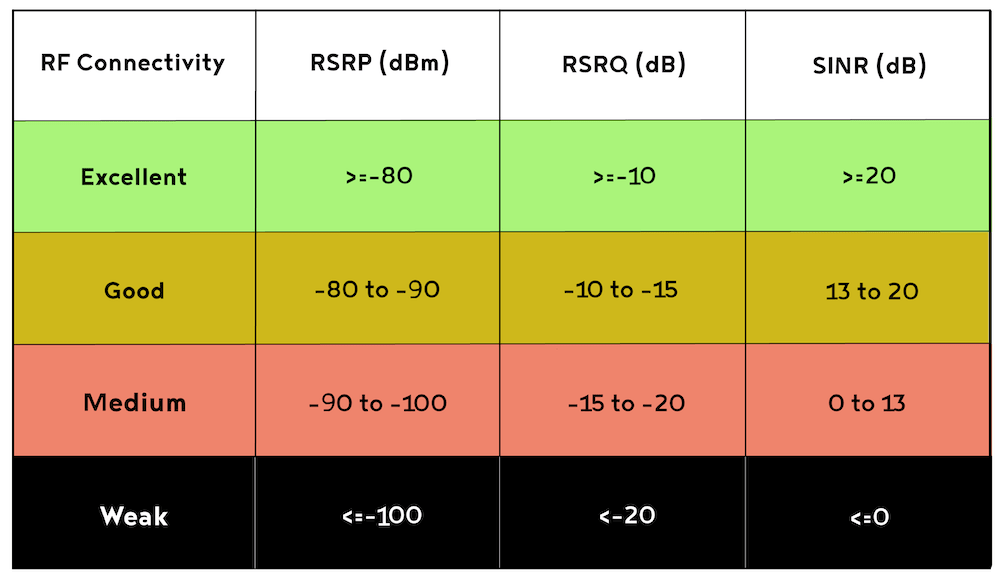 RF Connectivity RSRP (dBm) RSRQ (dB) SINR (dB)
Excellent >=-80 >=-10 >=20
Good -80 to -90 -10 to -15 13 to 20
Medium -90 to -100 -15 to -20 0 to 13
Weak <=-100 <-20 <=0